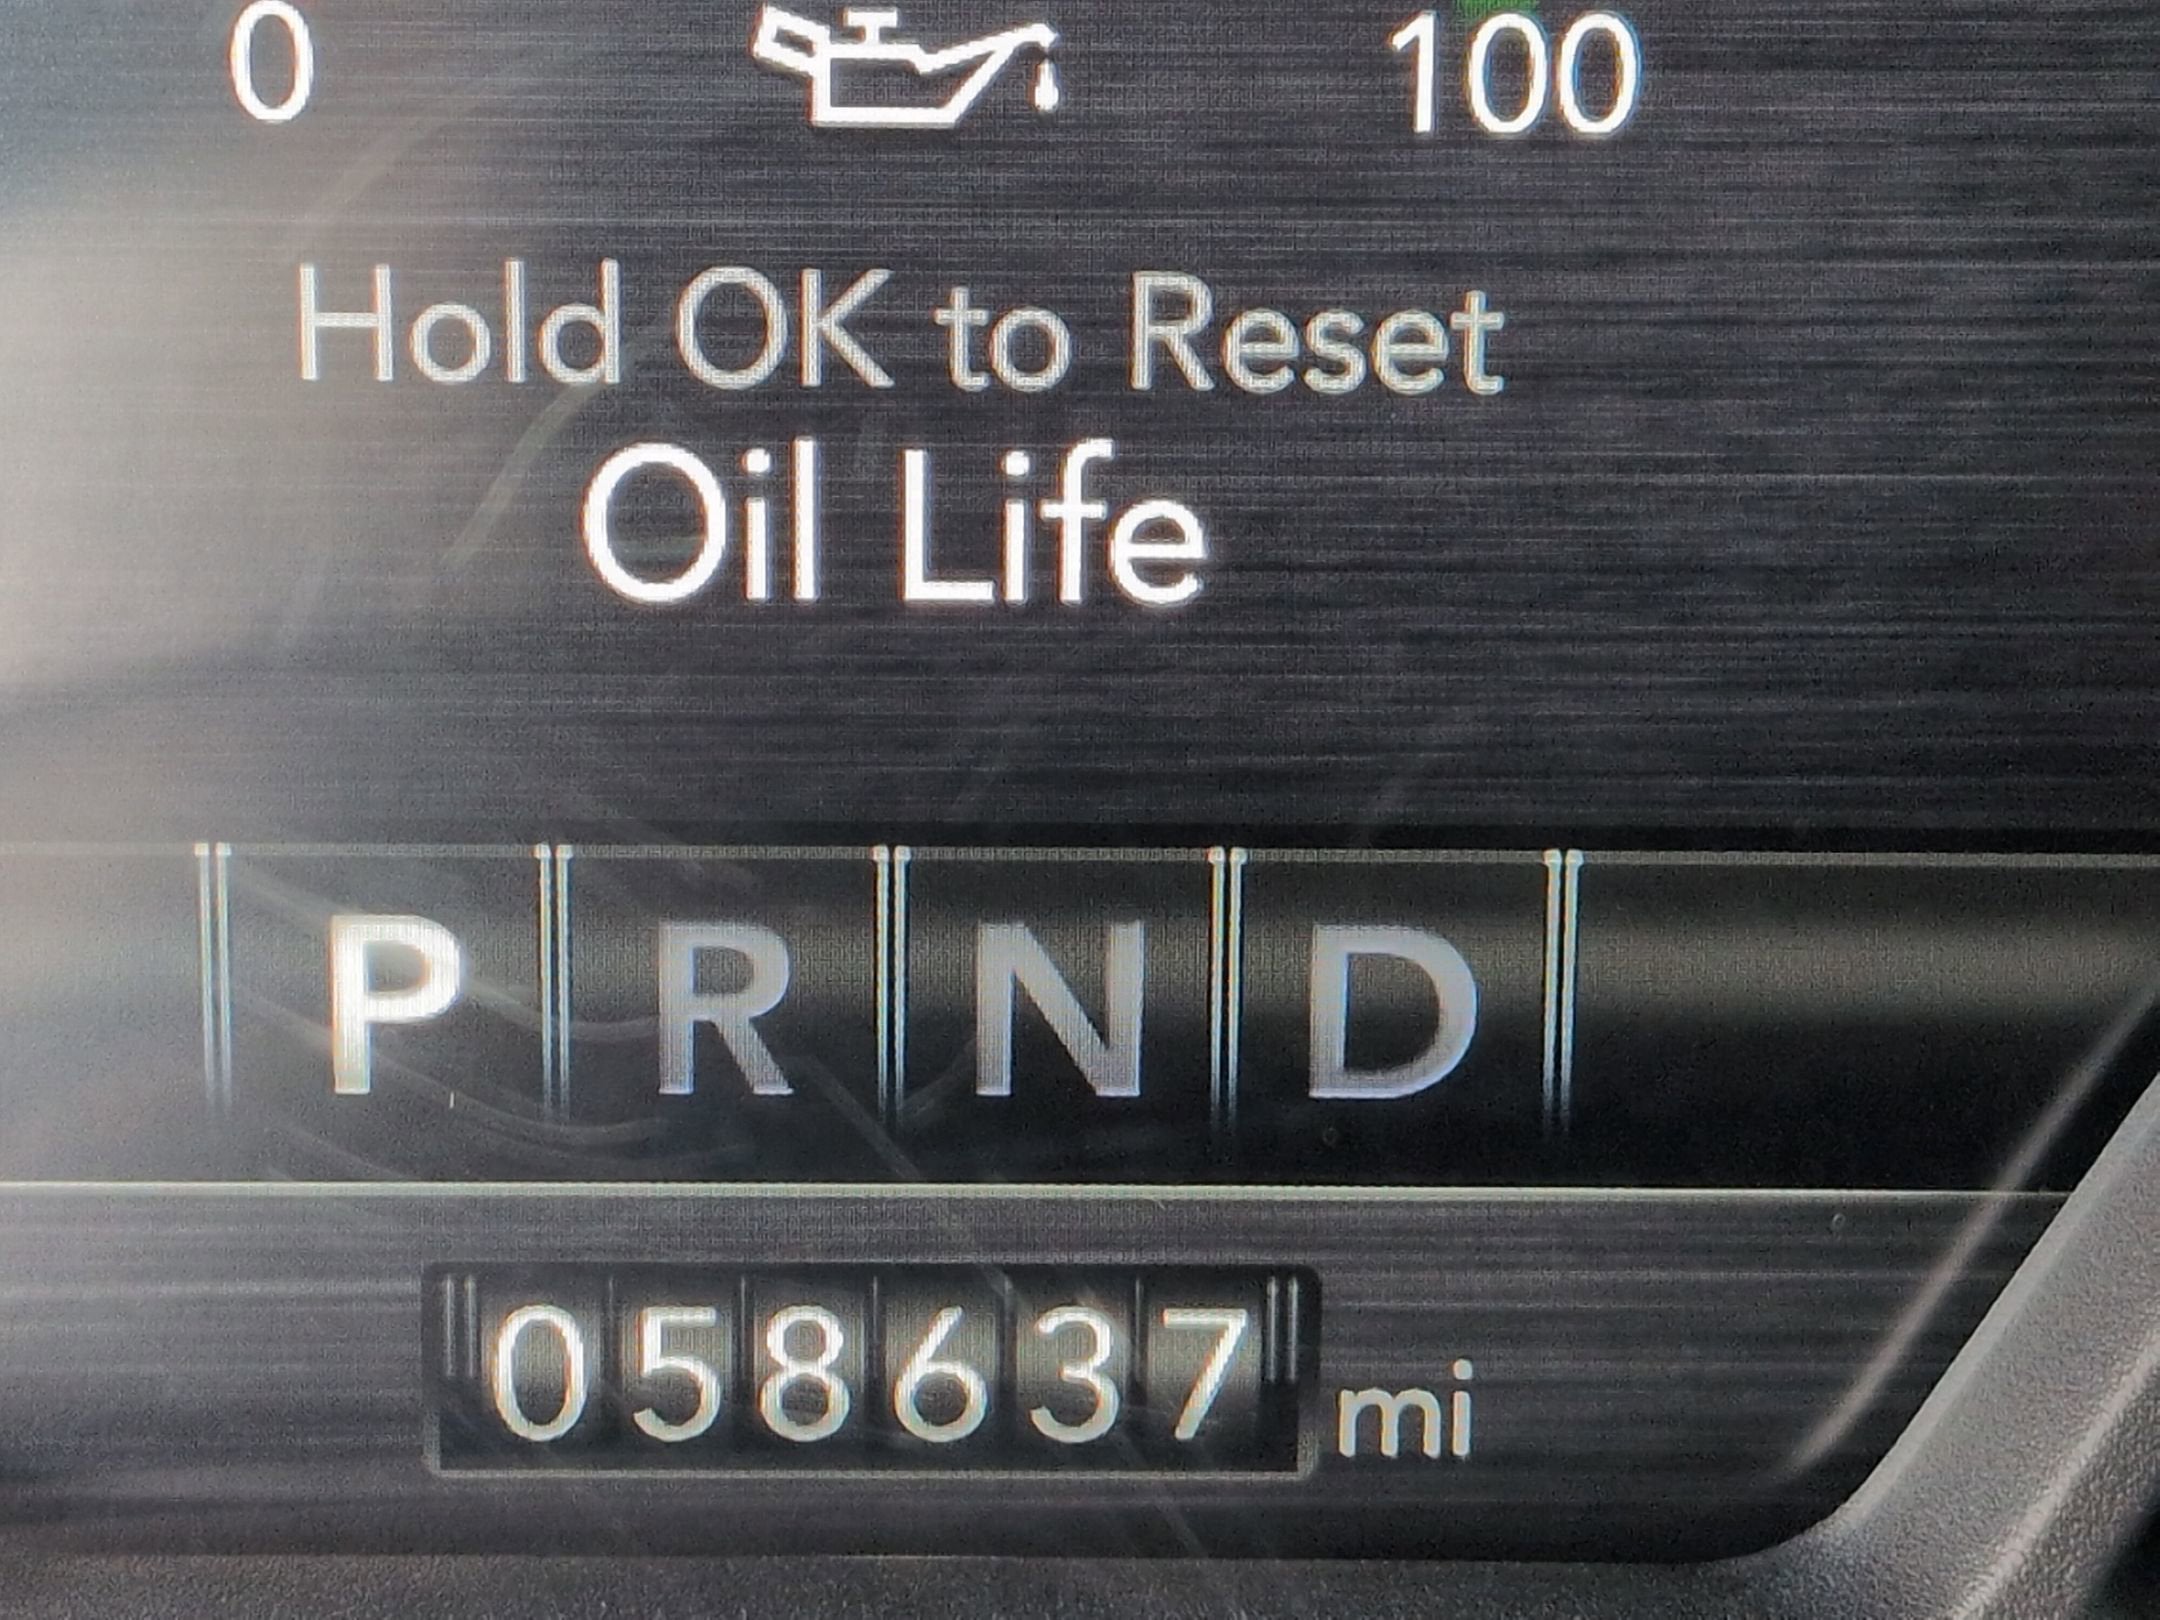 0 100
Hold OK to Reset
Oil Life
P R N D
058637 mi